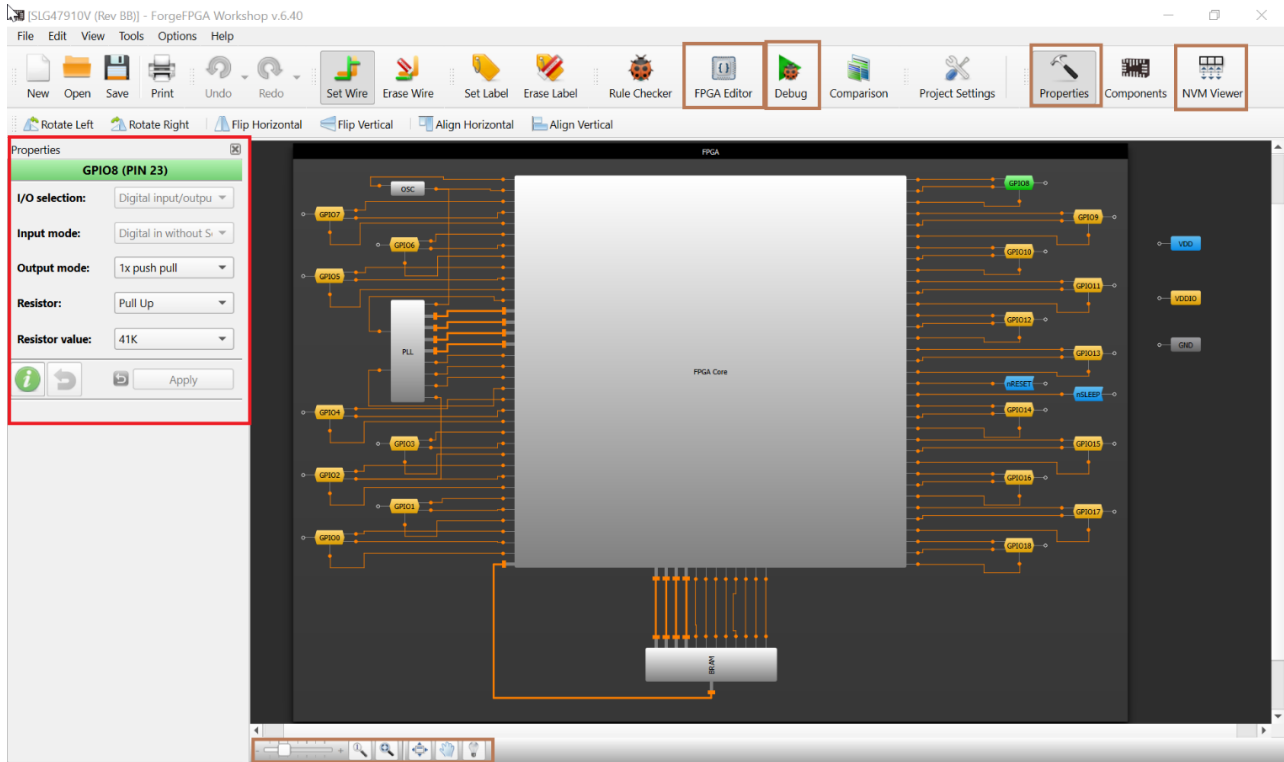 [SLG47910V (Rev BB)] - ForgeFPGA Workshop v.6.40
File Edit View Tools Options Help
New Open Save Print Undo Redo Set Wire Erase Wire Set Label Erase Label Rule Checker FPGA Editor Debug Comparison Project Settings Properties Components NVM Viewer
Rotate Left Rotate Right Flip Horizontal Flip Vertical Align Horizontal Align Vertical
Properties
GPIO8 (PIN 23)
I/O selection: Digital input/outpu
Input mode: Digital in without S
Output mode: 1x push pull
Resistor: Pull Up
Resistor value: 41K
Apply
FPGA
OSC
GPIO7
GPIO6
GPIO5
PLL
GPIO4
GPIO3
GPIO2
GPIO1
GPIO0
FPGA Core
BRAM
GPIO8
GPIO9
GPIO10
GPIO11
GPIO12
GPIO13
nRESET
nSLEEP
GPIO14
GPIO15
GPIO16
GPIO17
GPIO18
VDD
VDDIO
GND